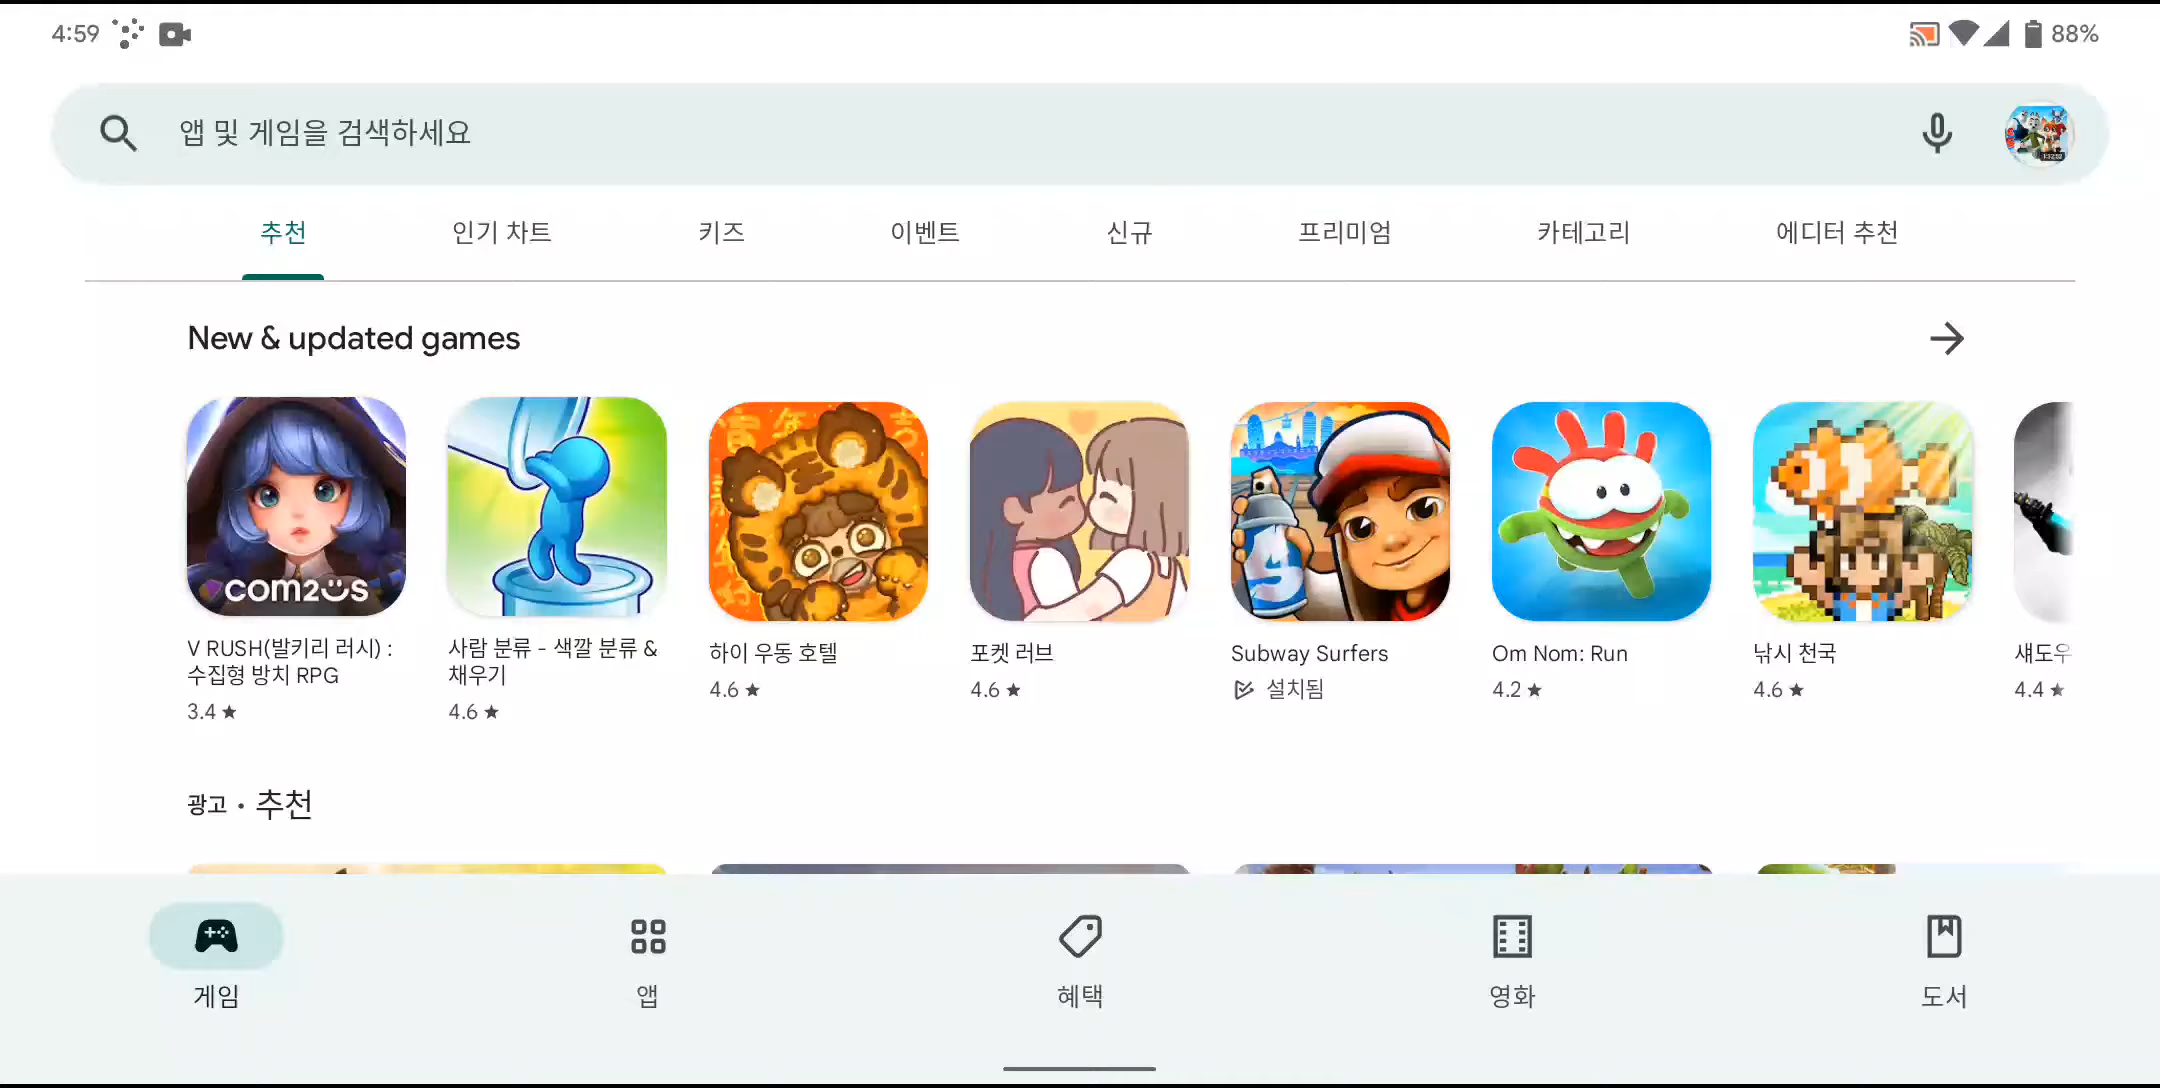 4:59
88%
앱 및 게임을 검색하세요
추천
인기 차트
키즈
이벤트
신규
프리미엄
카테고리
에디터 추천
New & updated games
com2us
V RUSH(발키리 러시) :
수집형 방치 RPG
3.4 ★
사람 분류 - 색깔 분류 &
채우기
4.6 ★
하이 우동 호텔
4.6 ★
포켓 러브
4.6 ★
Subway Surfers
설치됨
Om Nom: Run
4.2 ★
낚시 천국
4.6 ★
섀도우
4.4 ★
광고 • 추천
게임
앱
혜택
영화
도서